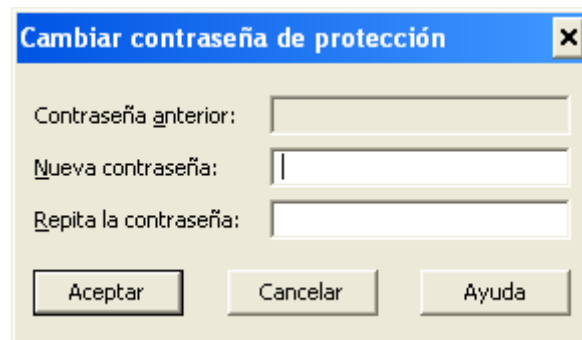 Cambiar contraseña de protección
Contraseña anterior:
Nueva contraseña:
Repita la contraseña:
Aceptar Cancelar Ayuda